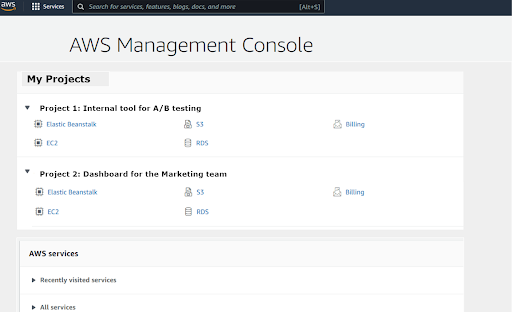 aws Services Search for services, features, blogs, docs, and more [Alt+S]
AWS Management Console
My Projects
Project 1: Internal tool for A/B testing
Elastic Beanstalk S3 Billing
EC2 RDS
Project 2: Dashboard for the Marketing team
Elastic Beanstalk S3 Billing
EC2 RDS
AWS services
Recently visited services
All services